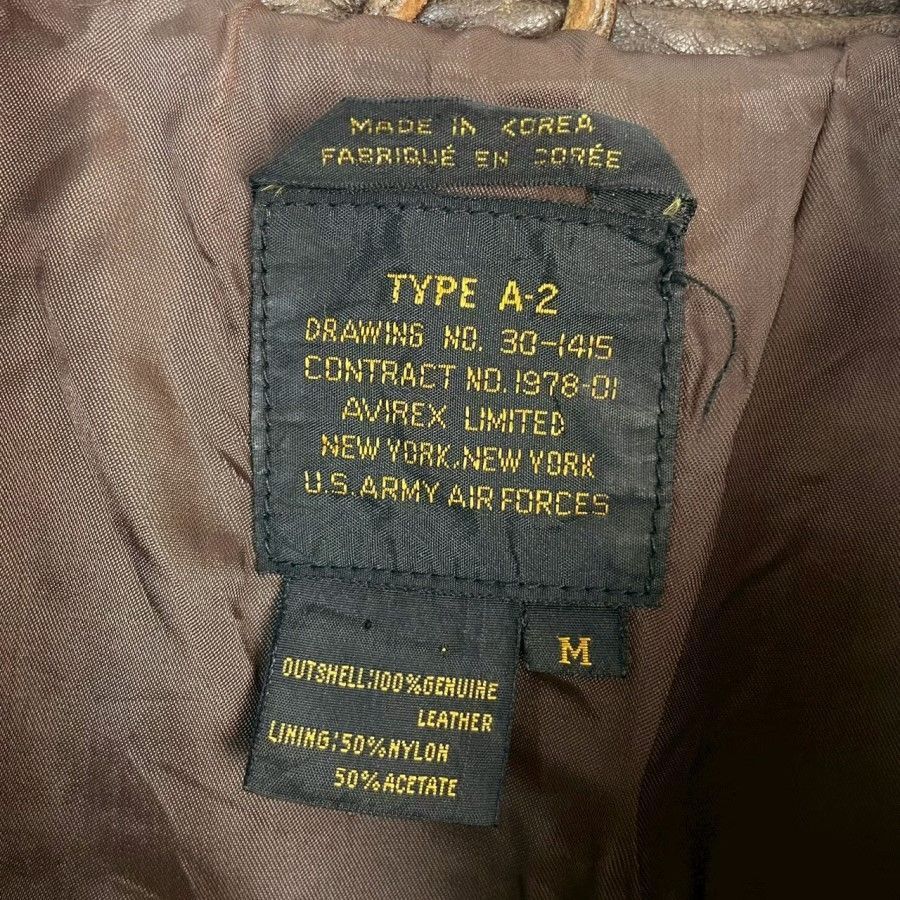 MADE IN KOREA
FABRIQUÉ EN CORÉE
TYPE A-2
DRAWING NO. 30-1415
CONTRACT NO. 1978-01
AVIREX LIMITED
NEW YORK, NEW YORK
U.S. ARMY AIR FORCES
M
OUTSHELL:100%GENUINE
LEATHER
LINING:50%NYLON
50%ACETATE